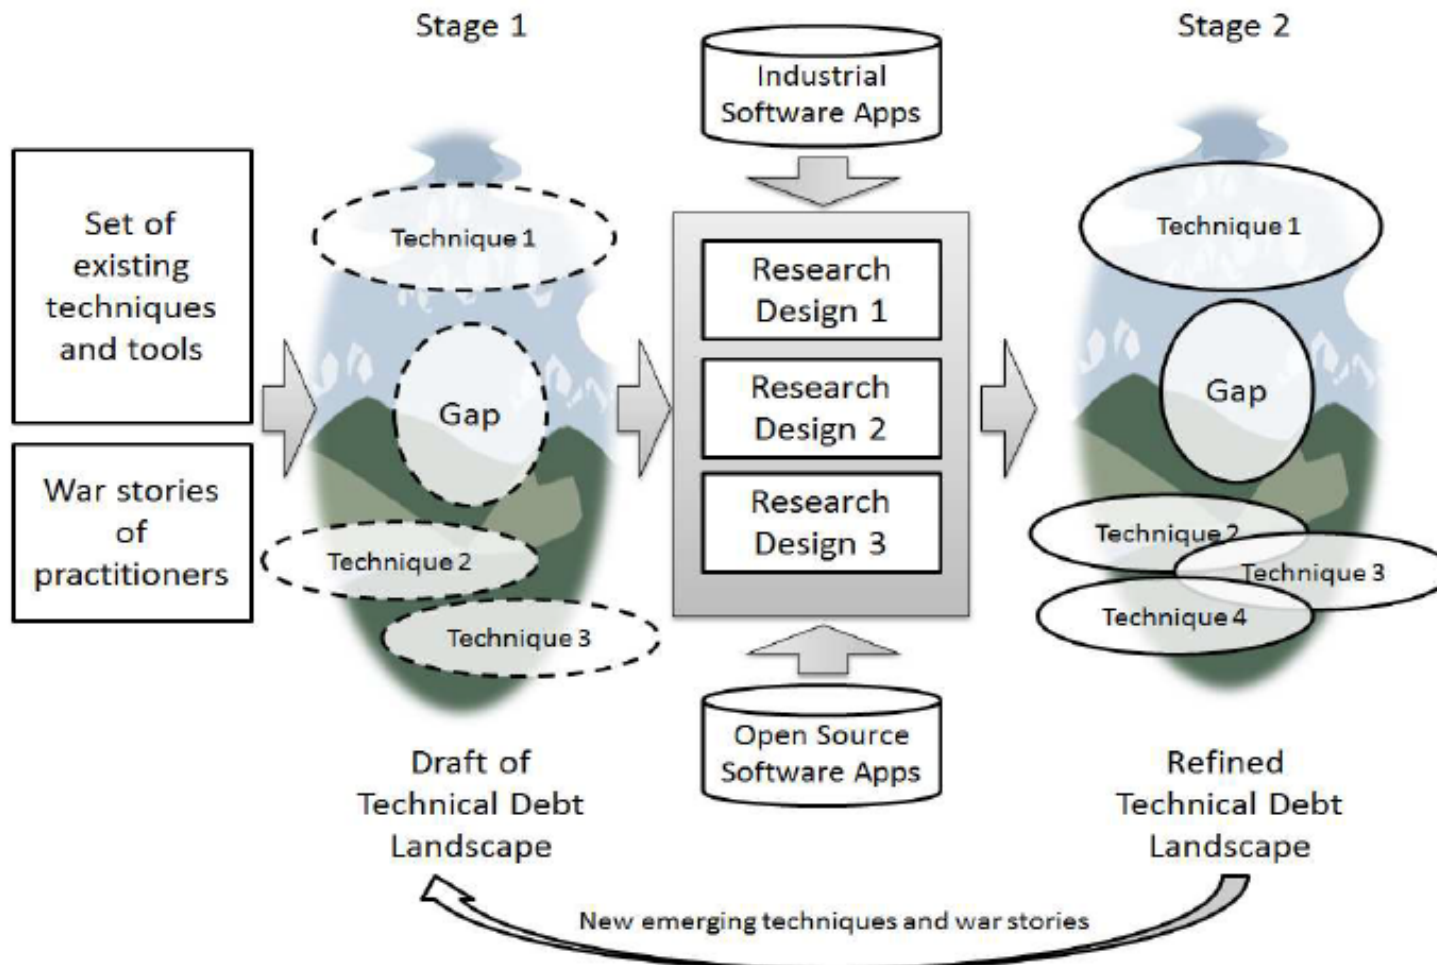 Stage 1
Stage 2
Industrial
Software Apps
Set of
existing
techniques
and tools
War stories
of
practitioners
Technique 1
Gap
Technique 2
Technique 3
Research
Design 1
Research
Design 2
Research
Design 3
Technique 1
Gap
Technique 2
Technique 3
Technique 4
Open Source
Software Apps
Draft of
Technical Debt
Landscape
Refined
Technical Debt
Landscape
New emerging techniques and war stories